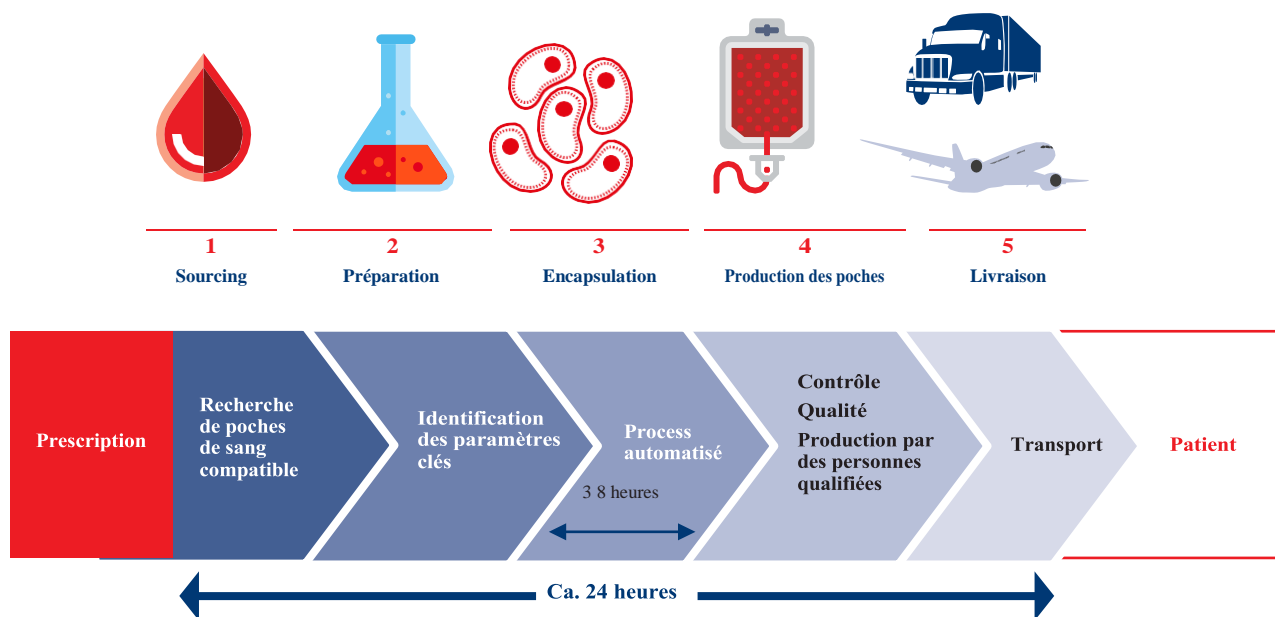 1
Sourcing
2
Préparation
3
Encapsulation
4
Production des poches
5
Livraison
Prescription
Recherche
de poches
de sang
compatible
Identification
des paramètres
clés
Process
automatisé
3 8 heures
Contrôle
Qualité
Production par
des personnes
qualifiées
Transport
Patient
Ca. 24 heures